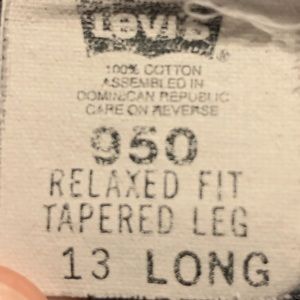 Levi's
®
100% COTTON
ASSEMBLED IN
DOMINICAN REPUBLIC
CARE ON REVERSE
950
RELAXED FIT
TAPERED LEG
13 LONG